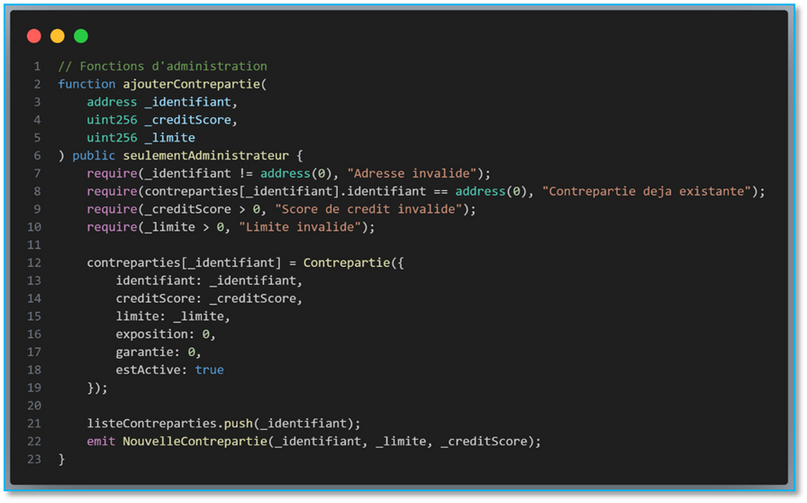 1 // Fonctions d'administration
2 function ajouterContrepartie(
3     address _identifiant,
4     uint256 _creditScore,
5     uint256 _limite
6 ) public seulementAdministrateur {
7     require(_identifiant != address(0), "Adresse invalide");
8     require(contreparties[_identifiant].identifiant == address(0), "Contrepartie deja existante");
9     require(_creditScore > 0, "Score de credit invalide");
10     require(_limite > 0, "Limite invalide");
11
12     contreparties[_identifiant] = Contrepartie({
13         identifiant: _identifiant,
14         creditScore: _creditScore,
15         limite: _limite,
16         exposition: 0,
17         garantie: 0,
18         estActive: true
19     });
20
21     listeContreparties.push(_identifiant);
22     emit NouvelleContrepartie(_identifiant, _limite, _creditScore);
23 }